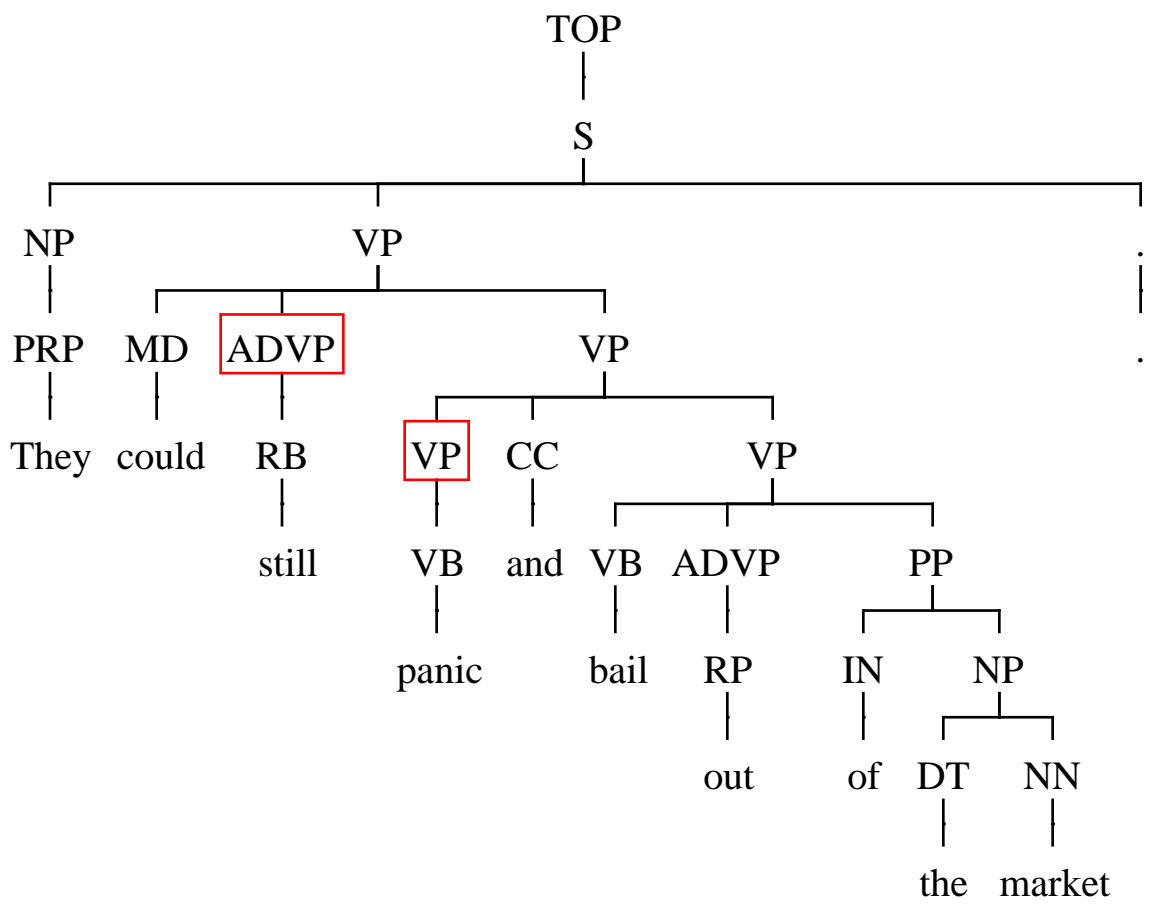 TOP
S
NP VP .
PRP MD ADVP VP .
They could RB VP CC VP
still VB and VB ADVP PP
panic bail RP IN NP
out of DT NN
the market